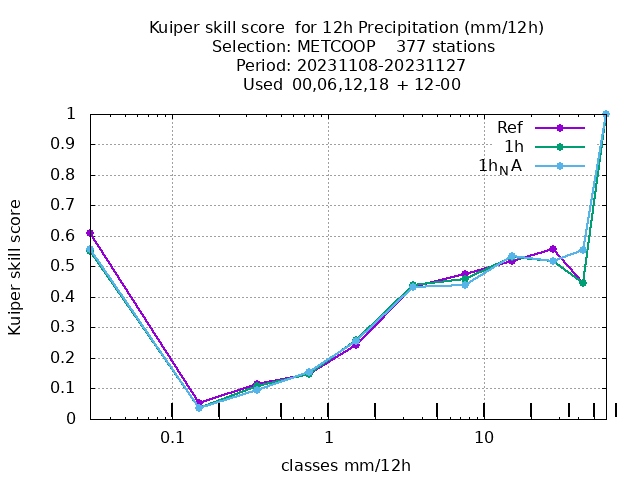 Kuiper skill score  for 12h Precipitation (mm/12h)
Selection: METCOOP    377 stations
Period: 20231108-20231127
Used  00,06,12,18  + 12-00
Ref
1h
1h_NA
Kuiper skill score
1
0.9
0.8
0.7
0.6
0.5
0.4
0.3
0.2
0.1
0
0.1 1 10
classes mm/12h